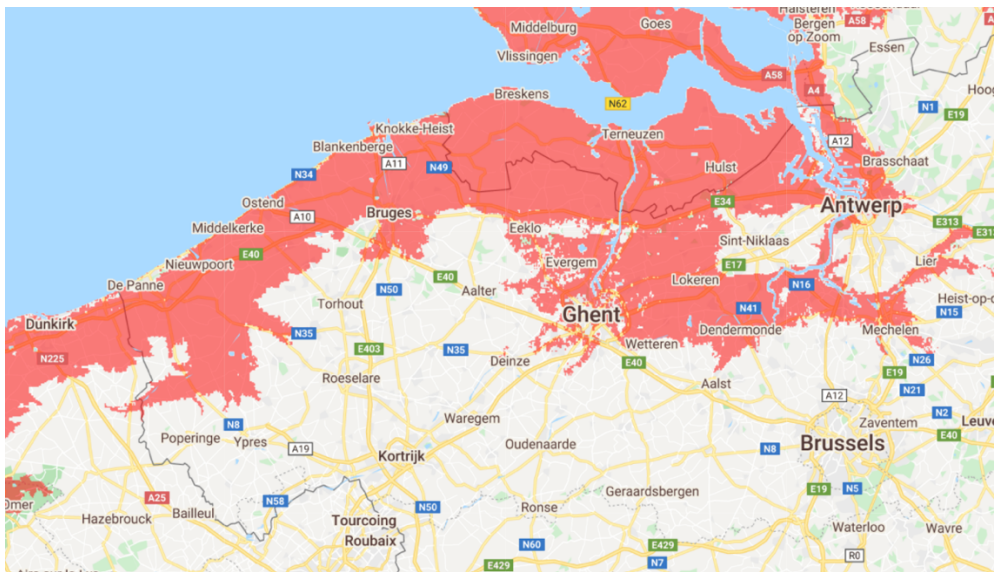 Halsteren
A58
Bergen
op Zoom
Middelburg
Goes
Essen
Vlissingen
A58
A4
Breskens
N62
N1
E19
Knokke-Heist
Terneuzen
A12
Blankenberge
A11
N49
Hulst
Brasschaat
N34
E34
Ostend
A10
Bruges
Antwerp
Middelkerke
Eeklo
E313
E40
Sint-Niklaas
Nieuwpoort
Evergem
E17
Lier
E40
De Panne
N50
Aalter
Lokeren
N16
Torhout
N41
Heist-op-d
Dunkirk
Ghent
N15
N35
Dendermonde
Mechelen
Wetteren
N225
E403
N35
Deinze
E40
N26
E19
Roeselare
Aalst
N21
A12
N2
Waregem
Zaventem
N8
Leuve
Poperinge
Ypres
A19
Oudenaarde
N8
Brussels
E40
Kortrijk
Geraardsbergen
E19
N5
Omer
A25
N58
N50
Ronse
Hazebrouck
Bailleul
Tourcoing
Waterloo
Wavre
Roubaix
N60
E429
R0
E429
N7